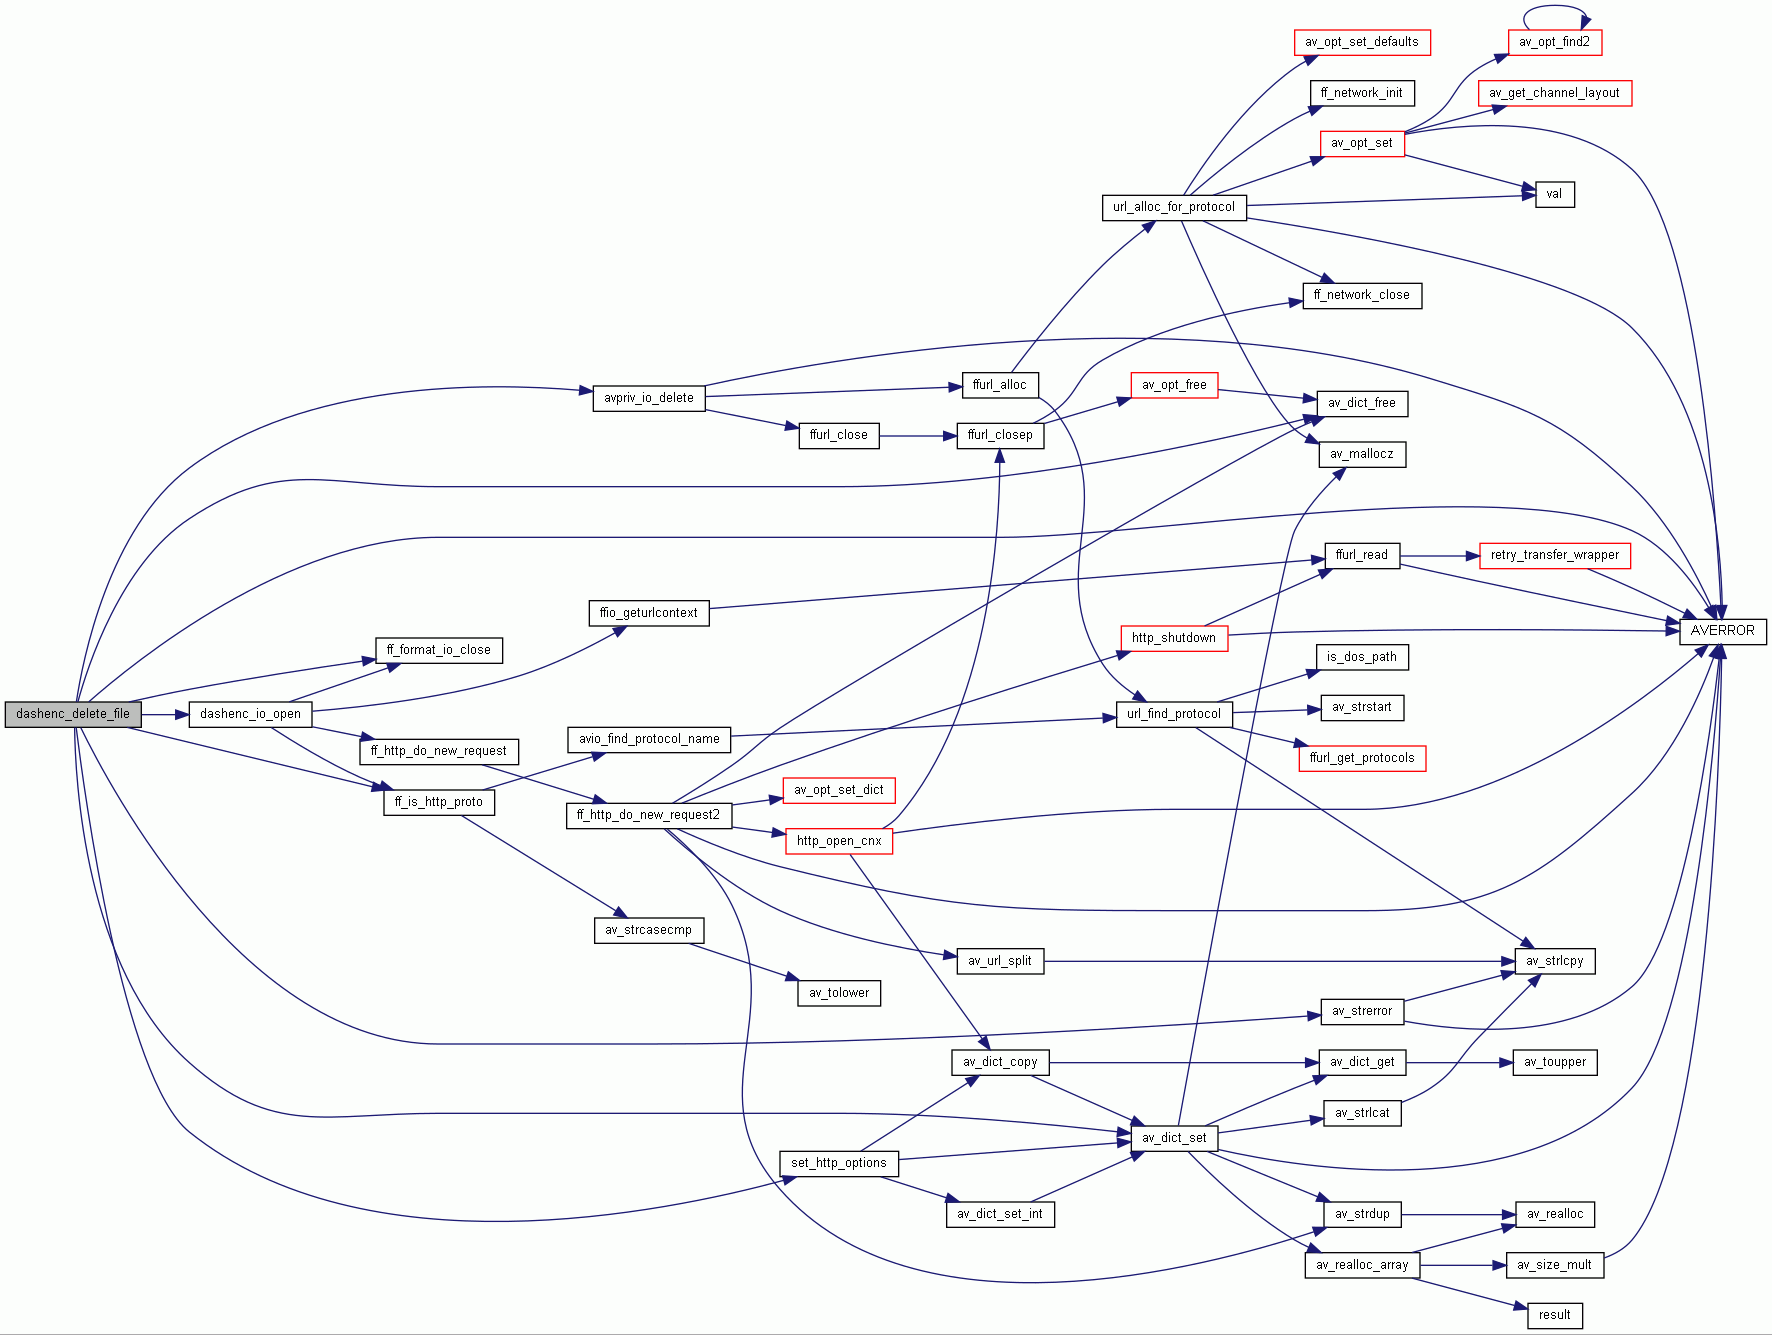 av_opt_set_defaults
av_opt_find2
ff_network_init
av_get_channel_layout
av_opt_set
val
url_alloc_for_protocol
ff_network_close
avpriv_io_delete
ffurl_alloc
av_opt_free
av_dict_free
ffurl_close
ffurl_closep
av_mallocz
ffurl_read
retry_transfer_wrapper
ffio_geturlcontext
http_shutdown
AVERROR
ff_format_io_close
is_dos_path
dashenc_delete_file
dashenc_io_open
url_find_protocol
av_strstart
ff_http_do_new_request
avio_find_protocol_name
ffurl_get_protocols
ff_is_http_proto
av_opt_set_dict
ff_http_do_new_request2
http_open_cnx
av_strcasecmp
av_url_split
av_strlcpy
av_tolower
av_strerror
av_dict_copy
av_dict_get
av_toupper
av_strlcat
av_dict_set
set_http_options
av_dict_set_int
av_strdup
av_realloc
av_realloc_array
av_size_mult
result